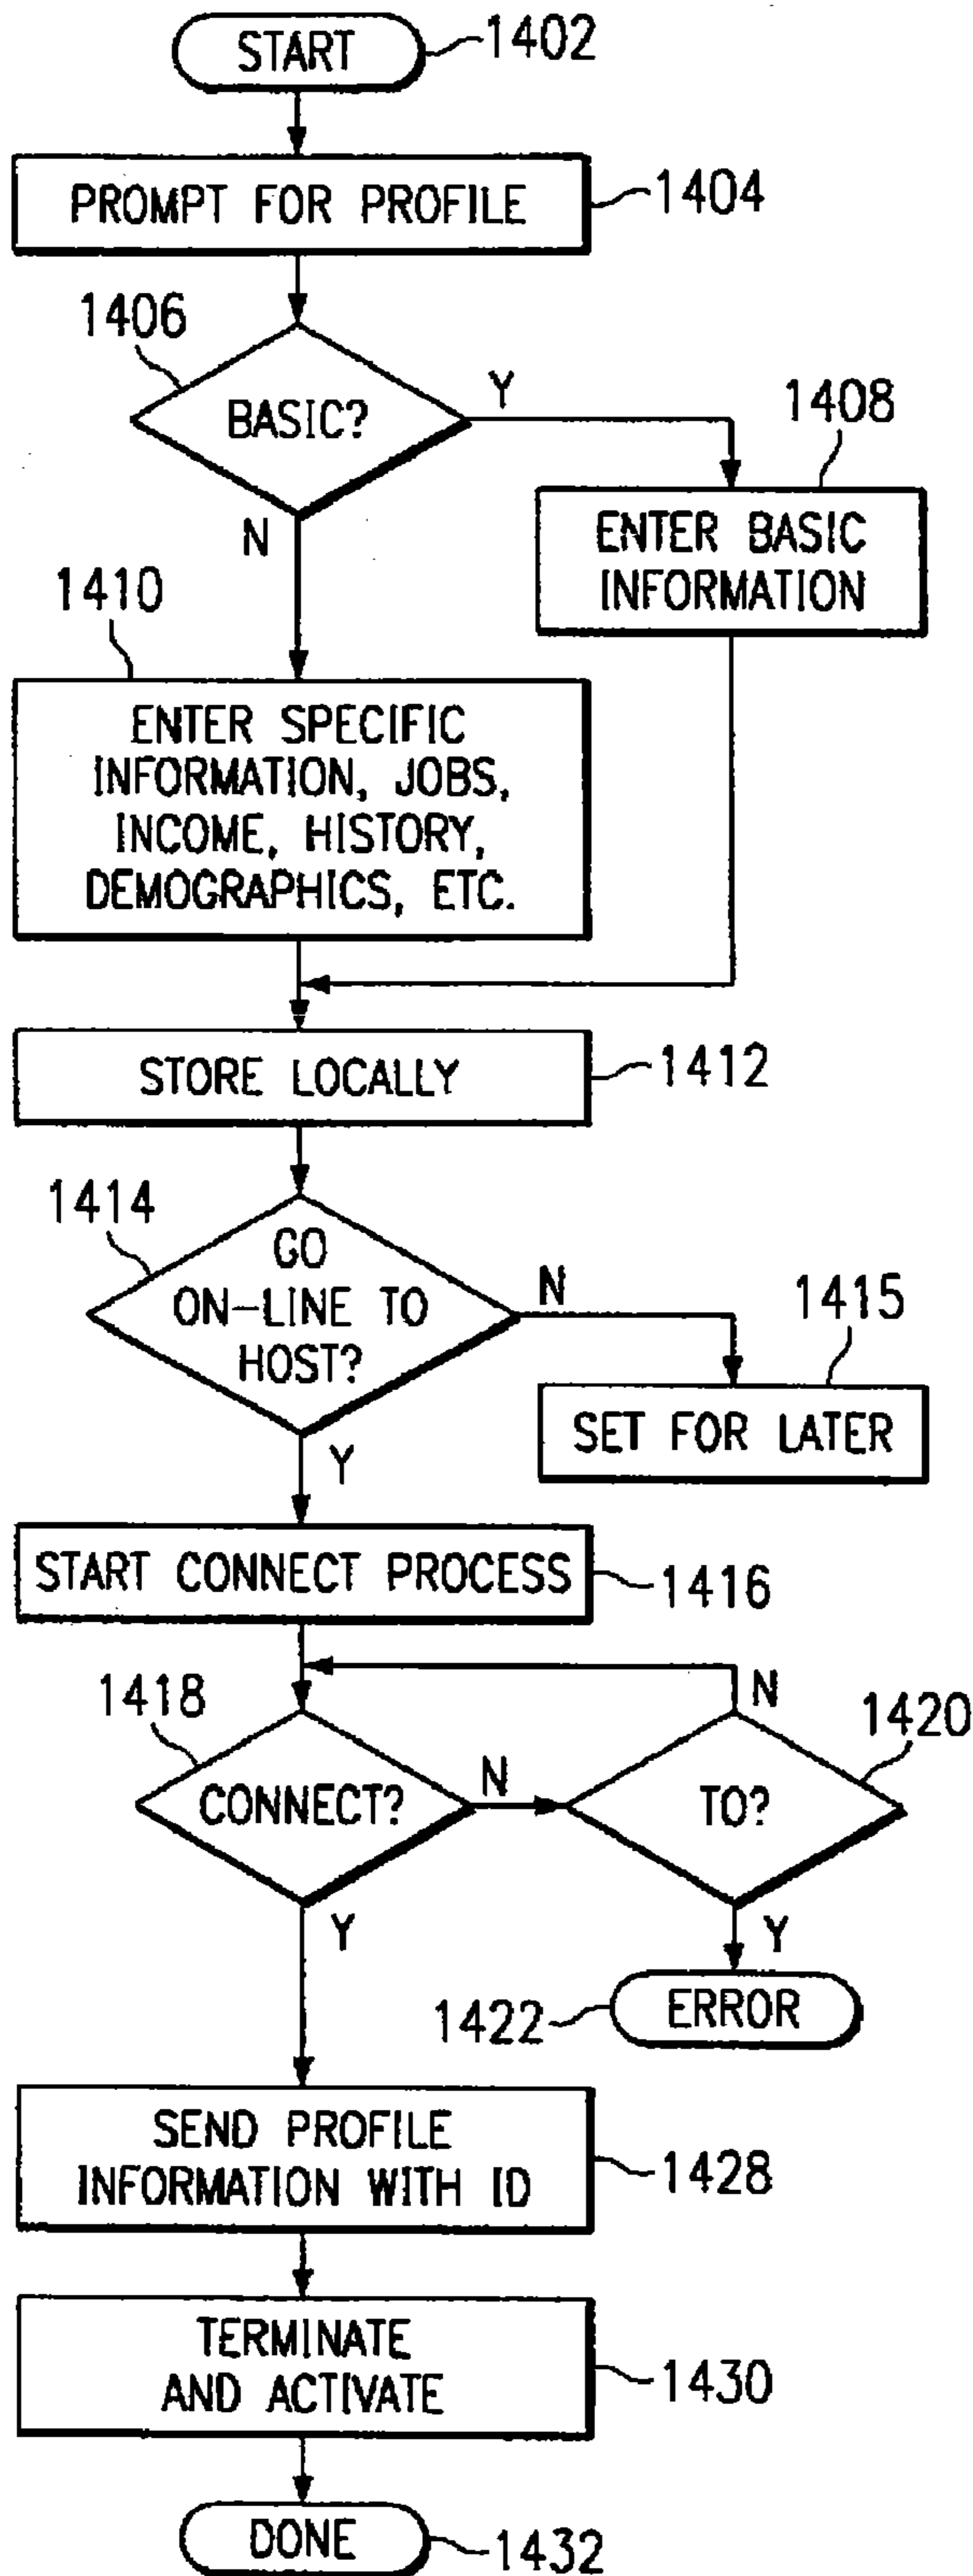 START
1402
PROMPT FOR PROFILE
1404
1406
BASIC?
Y
N
1408
ENTER BASIC
INFORMATION
1410
ENTER SPECIFIC
INFORMATION, JOBS,
INCOME, HISTORY,
DEMOGRAPHICS, ETC.
STORE LOCALLY
1412
1414
GO
ON-LINE TO
HOST?
N
Y
1415
SET FOR LATER
START CONNECT PROCESS
1416
1418
CONNECT?
N
Y
N
1420
TO?
Y
1422
ERROR
SEND PROFILE
INFORMATION WITH ID
1428
TERMINATE
AND ACTIVATE
1430
DONE
1432